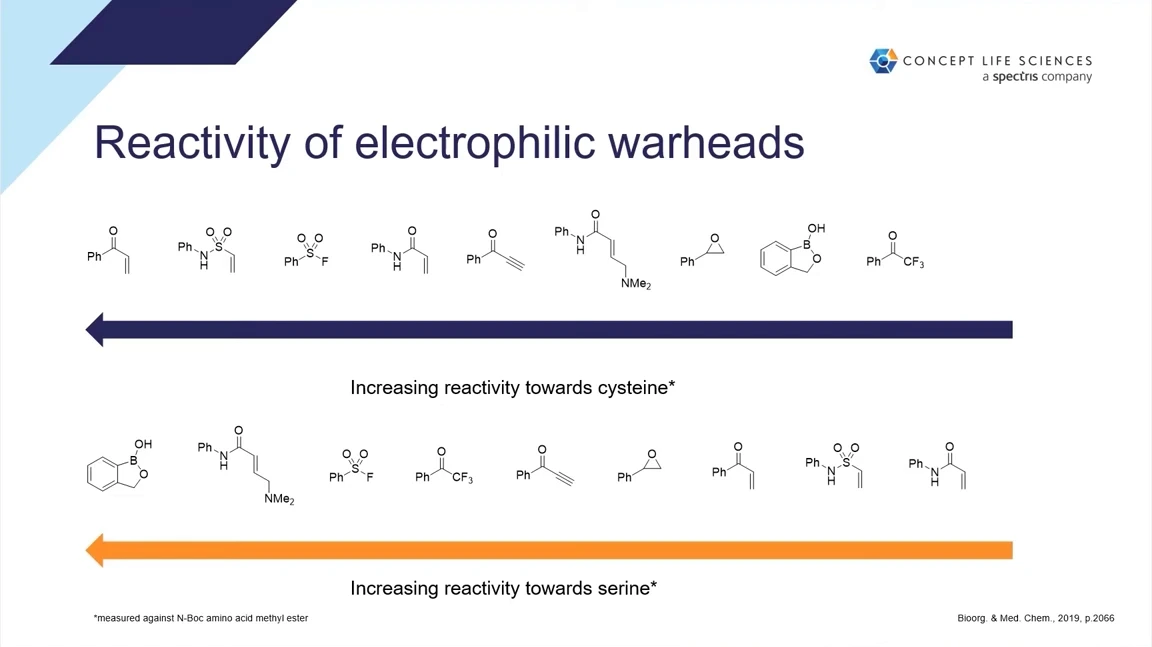 CONCEPT LIFE SCIENCES
a spectris company
Reactivity of electrophilic warheads
Ph O
Ph N H S O O
Ph S O O F
Ph N H O
Ph O
Ph N H O NMe2
Ph O
B OH O
Ph O CF3
Increasing reactivity towards cysteine*
B OH O
Ph N H O NMe2
Ph S O O F
Ph O CF3
Ph O
Ph O
Ph O
Ph N H S O O
Ph N H O
Increasing reactivity towards serine*
*measured against N-Boc amino acid methyl ester
Bioorg. & Med. Chem., 2019, p.2066